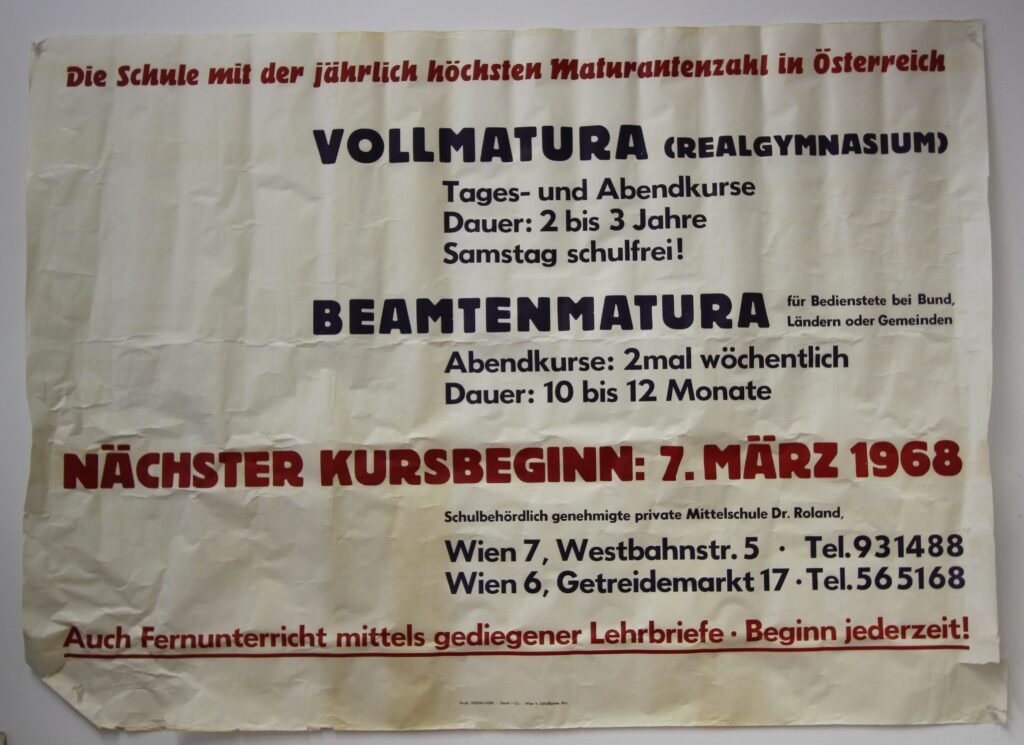 Die Schule mit der jährlich höchsten Maturantenzahl in Österreich
VOLLMATURA (REALGYMNASIUM)
Tages- und Abendkurse
Dauer: 2 bis 3 Jahre
Samstag schulfrei!
BEAMTENMATURA für Bedienstete bei Bund,
Ländern oder Gemeinden
Abendkurse: 2mal wöchentlich
Dauer: 10 bis 12 Monate
NÄCHSTER KURSBEGINN: 7. MÄRZ 1968
Schulbehördlich genehmigte private Mittelschule Dr. Roland,
Wien 7, Westbahnstr. 5 · Tel. 931488
Wien 6, Getreidemarkt 17 · Tel. 565168
Auch Fernunterricht mittels gediegener Lehrbriefe · Beginn jederzeit!